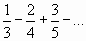 1/3 - 2/4 + 3/5 - ...